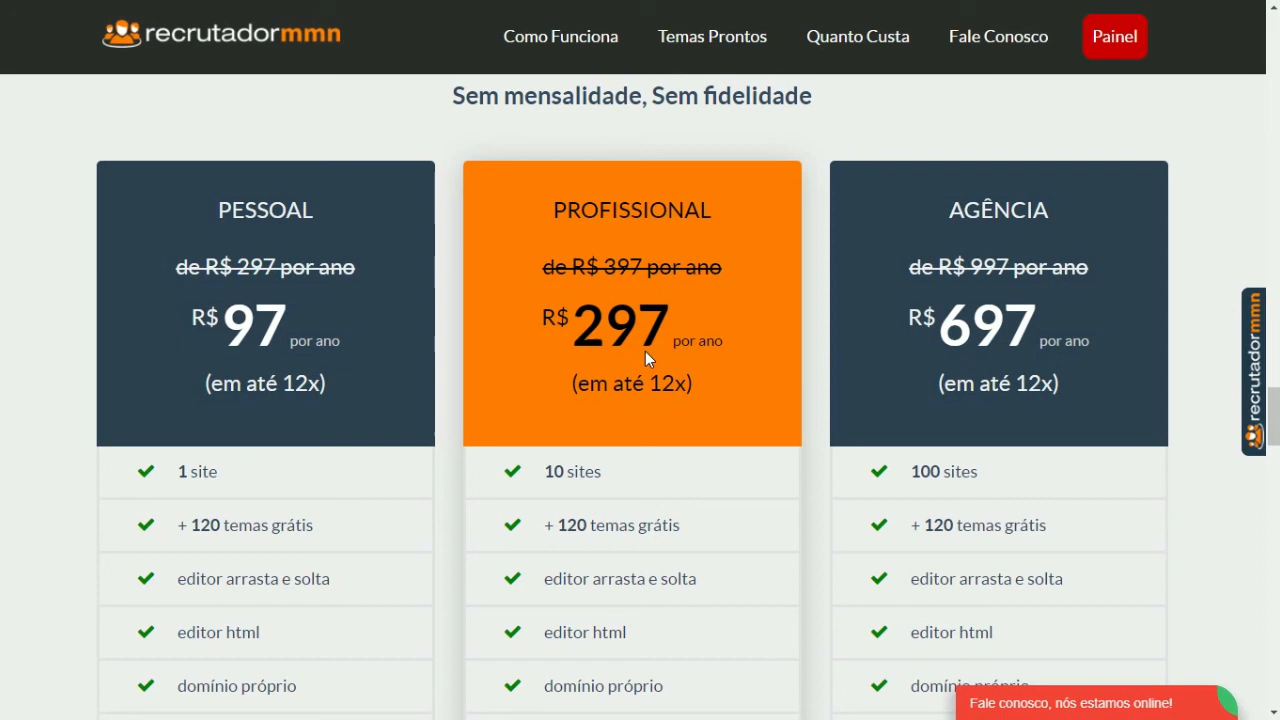 recrutadormmn
Como Funciona
Temas Prontos
Quanto Custa
Fale Conosco
Painel
Sem mensalidade, Sem fidelidade
PESSOAL
de R$ 297 por ano
R$ 97 por ano
(em até 12x)
1 site
+ 120 temas grátis
editor arrasta e solta
editor html
domínio próprio
PROFISSIONAL
de R$ 397 por ano
R$ 297 por ano
(em até 12x)
10 sites
+ 120 temas grátis
editor arrasta e solta
editor html
domínio próprio
AGÊNCIA
de R$ 997 por ano
R$ 697 por ano
(em até 12x)
100 sites
+ 120 temas grátis
editor arrasta e solta
editor html
domínio próprio
recrutadormmn
Fale conosco, nós estamos online!